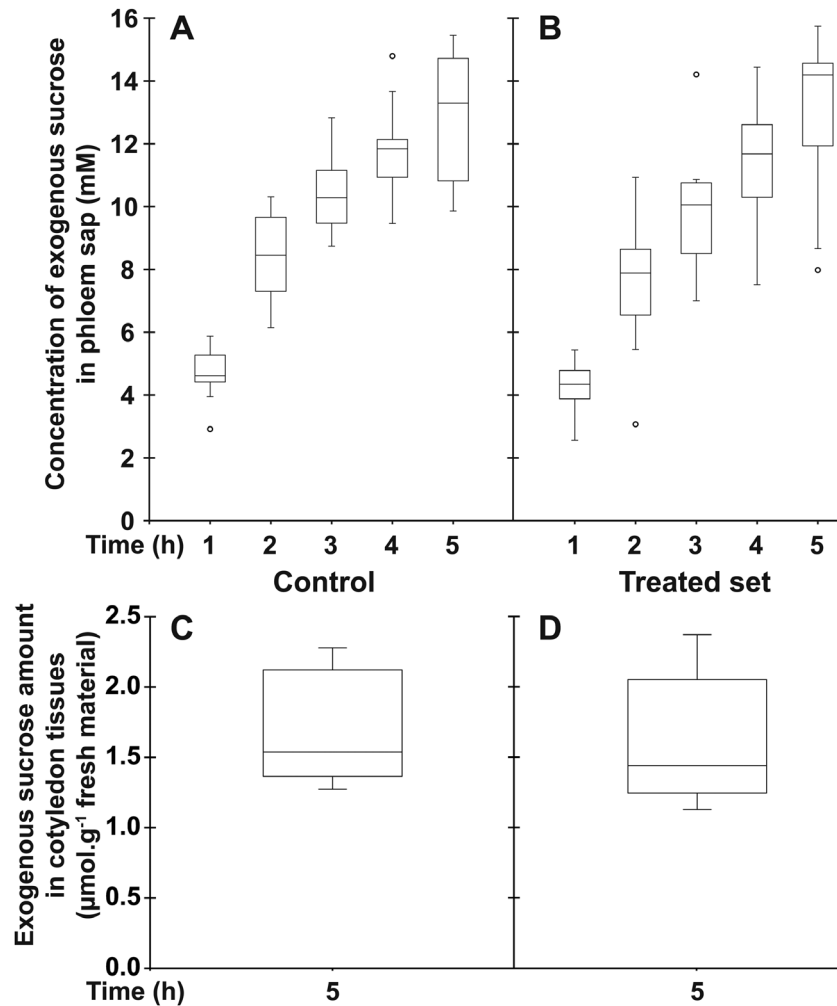 Concentration of exogenous sucrose
in phloem sap (mM)
16
14
12
10
8
6
4
2
0
A
B
Time (h) 1 2 3 4 5 1 2 3 4 5
Control Treated set
Exogenous sucrose amount
in cotyledon tissues
(µmol.g⁻¹ fresh material)
2.5
2.0
1.5
1.0
0.5
0.0
C
D
Time (h) 5 5